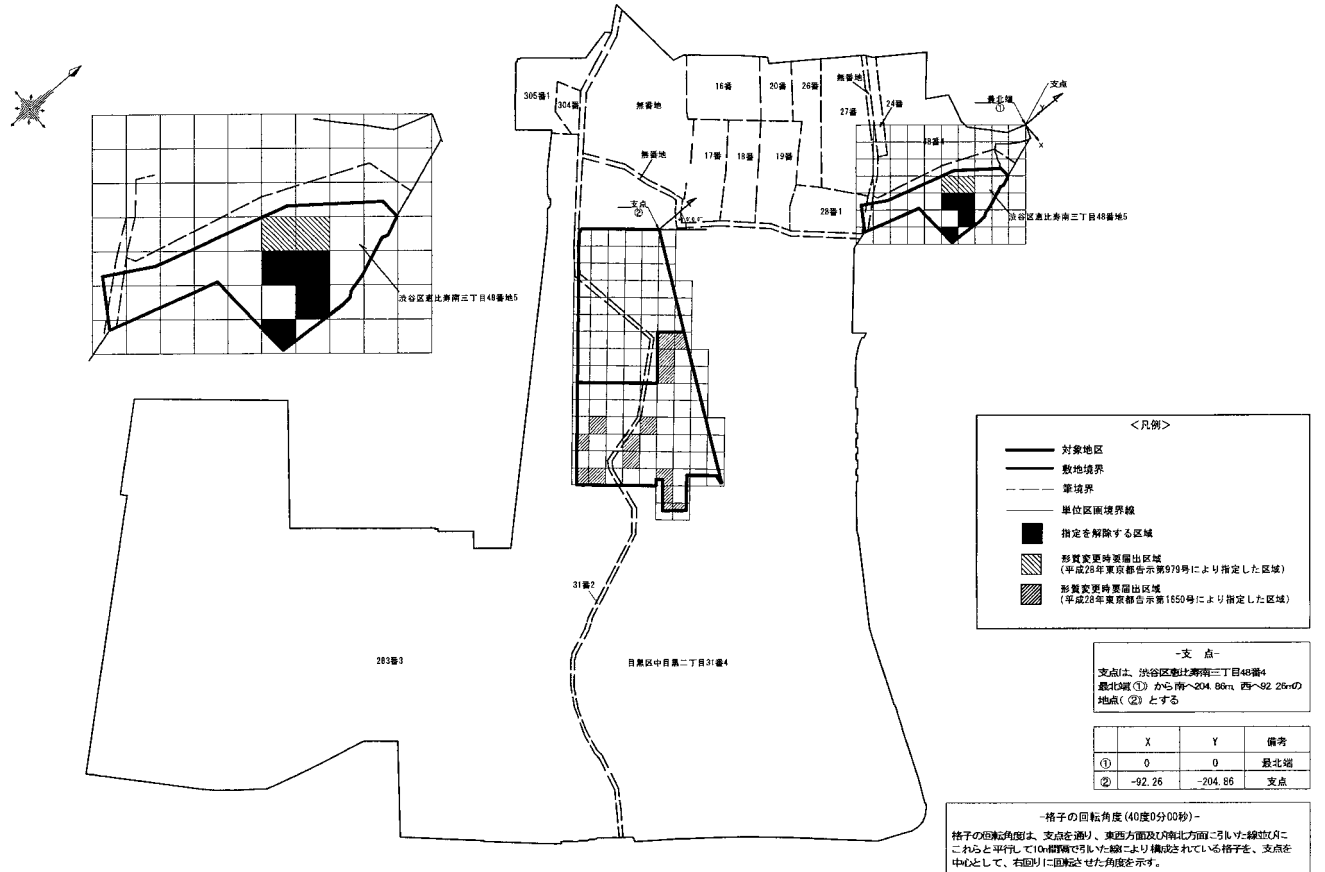 305番1
304番
無番地
16番
20番
26番
無番地
27番
24番
最北端
①
支点
Y
X
48番4
無番地
17番
18番
19番
28番1
支点
②
渋谷区恵比寿南三丁目48番地5
渋谷区恵比寿南三丁目48番地5
31番2
283番3
目黒区中目黒二丁目31番4
<凡例>
対象地区
敷地境界
筆境界
単位区画境界線
指定を解除する区域
形質変更時要届出区域
(平成28年東京都告示第979号により指定した区域)
形質変更時要届出区域
(平成28年東京都告示第1650号により指定した区域)
-支 点-
支点は、渋谷区恵比寿南三丁目48番4
最北端(①)から南へ204.86m、西へ92.26mの
地点(②)とする
X Y 備考
① 0 0 最北端
② -92.26 -204.86 支点
-格子の回転角度(40度0分00秒)-
格子の回転角度は、支点を通り、東西方面及び南北方面に引いた線並びに
これらと平行して10m間隔で引いた線により構成されている格子を、支点を
中心として、右回りに回転させた角度を示す。